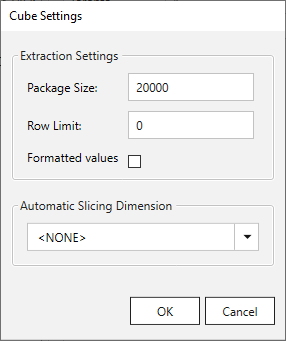 Cube Settings
Extraction Settings
Package Size: 20000
Row Limit: 0
Formatted values
Automatic Slicing Dimension
<NONE>
OK Cancel